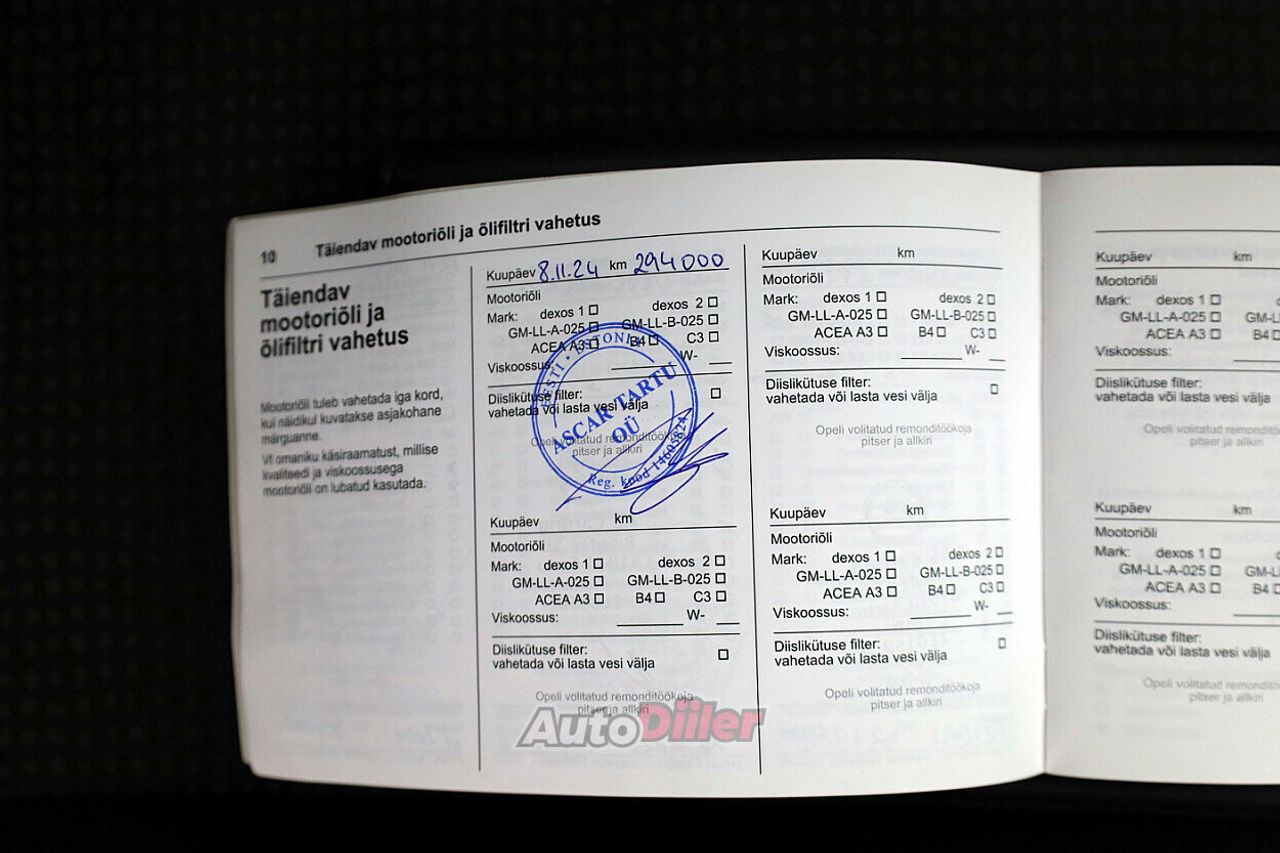 10 Täiendav mootoriõli ja õlifiltri vahetus
Täiendav
mootoriõli ja
õlifiltri vahetus
Mootoriõli tuleb vahetada iga kord,
kui näidikul kuvatakse asjakohane
märguanne.
Vt omaniku käsiraamatust, millise
kvaliteedi ja viskoossusega
mootoriõli on lubatud kasutada.
Kuupäev 8.11.24 km 294000
Mootoriõli
Mark: dexos 1 dexos 2
GM-LL-A-025 GM-LL-B-025
ACEA A3 B4 C3
Viskoossus: W-
Diislikütuse filter:
vahetada või lasta vesi välja
Opeli volitatud remonditöökoja
pitser ja allkiri
EESTI • ESTONIA
ASCAR TARTU
OÜ
Reg. kood 14605824
Kuupäev km
Mootoriõli
Mark: dexos 1 dexos 2
GM-LL-A-025 GM-LL-B-025
ACEA A3 B4 C3
Viskoossus: W-
Diislikütuse filter:
vahetada või lasta vesi välja
Opeli volitatud remonditöökoja
pitser ja allkiri
Kuupäev km
Mootoriõli
Mark: dexos 1 dexos 2
GM-LL-A-025 GM-LL-B-025
ACEA A3 B4 C3
Viskoossus: W-
Diislikütuse filter:
vahetada või lasta vesi välja
Opeli volitatud remonditöökoja
pitser ja allkiri
Kuupäev km
Mootoriõli
Mark: dexos 1 dexos 2
GM-LL-A-025 GM-LL-B-025
ACEA A3 B4 C3
Viskoossus: W-
Diislikütuse filter:
vahetada või lasta vesi välja
Opeli volitatud remonditöökoja
pitser ja allkiri
Kuupäev km
Mootoriõli
Mark: dexos 1
GM-LL-A-025
ACEA A3 B4
Viskoossus:
Diislikütuse filter:
vahetada või lasta vesi välja
Opeli volitatud
pitser ja allkiri
Kuupäev km
Mootoriõli
Mark: dexos 1
GM-LL-A-025
ACEA A3 B4
Viskoossus:
Diislikütuse filter:
vahetada või lasta vesi välja
Opeli volitatud
pitser ja allkiri
AutoDiiler